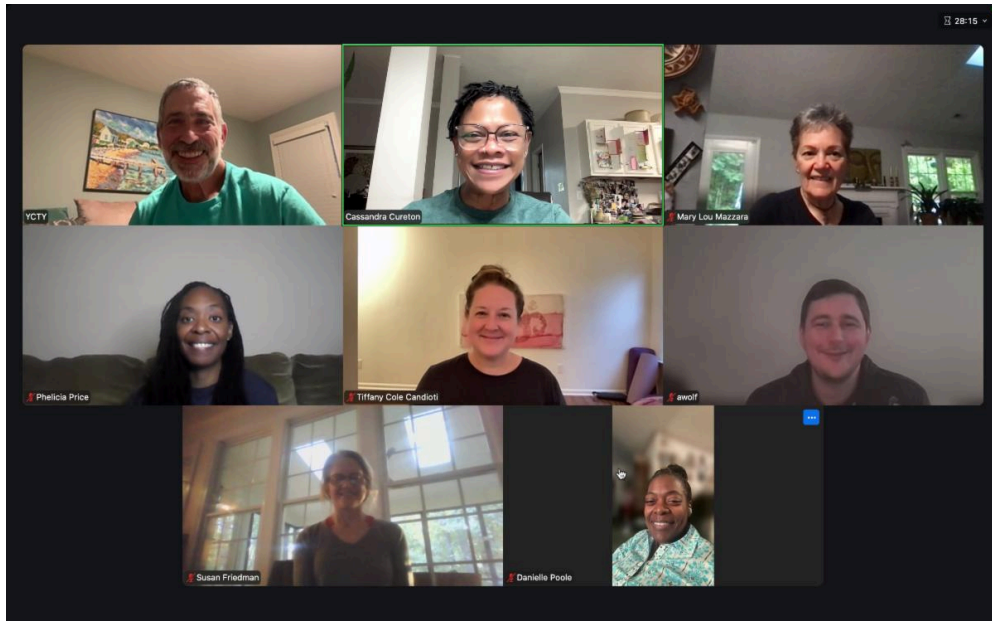 28:15
YCTY
Cassandra Cureton
Mary Lou Mazzara
Phelicia Price
Tiffany Cole Candioti
awolf
Susan Friedman
Danielle Poole